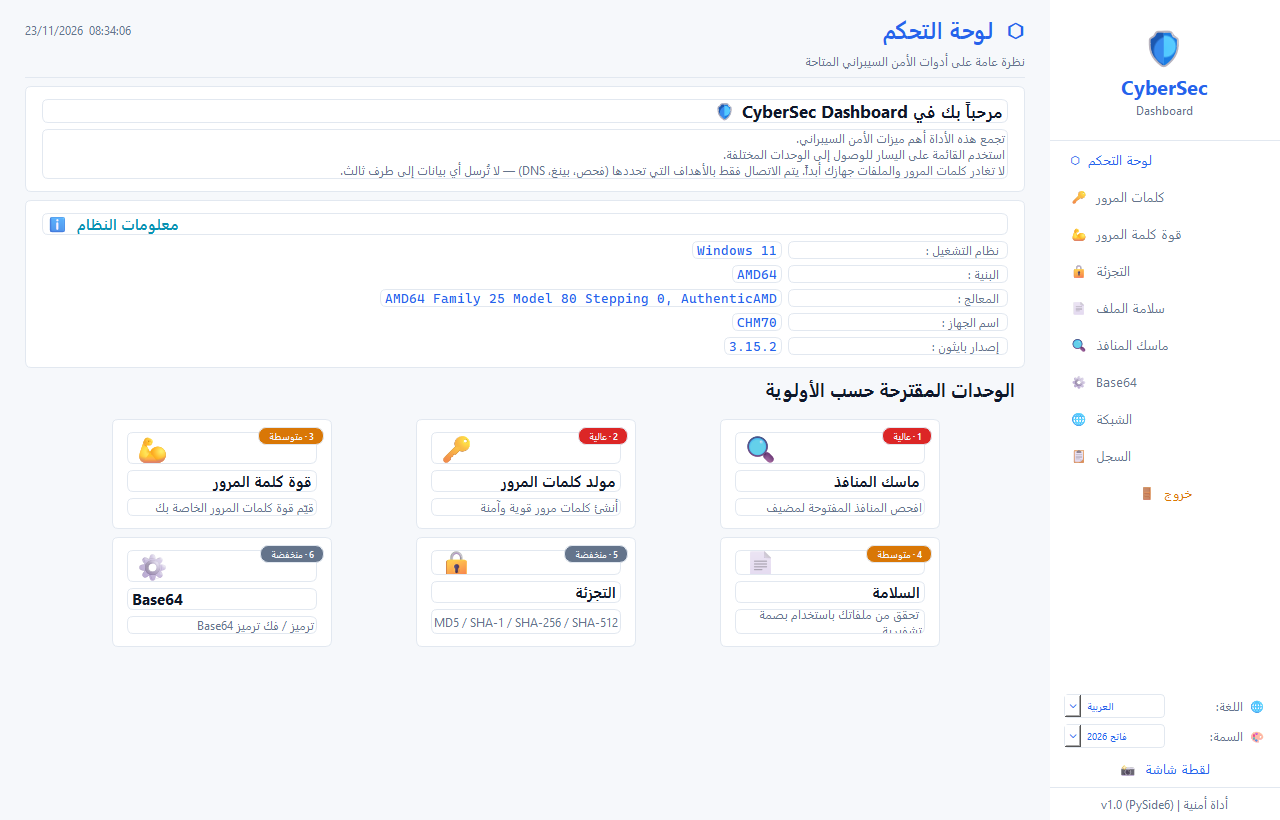 CyberSec
Dashboard
لوحة التحكم
كلمات المرور
قوة كلمة المرور
التجزئة
سلامة الملف
ماسك المنافذ
Base64
الشبكة
السجل
خروج
اللغة:
العربية
السمة:
فاتح 2026
لقطة شاشة
أداة أمنية | v1.0 (PySide6)
لوحة التحكم
23/11/2026 08:34:06
نظرة عامة على أدوات الأمن السيبراني المتاحة
مرحباً بك في CyberSec Dashboard
تجمع هذه الأداة أهم ميزات الأمن السيبراني.
استخدم القائمة على اليسار للوصول إلى الوحدات المختلفة.
لا تغادر كلمات المرور والملفات جهازك أبداً. يتم الاتصال فقط بالأهداف التي تحددها (فحص، بينغ، DNS) — لا تُرسل أي بيانات إلى طرف ثالث.
معلومات النظام
نظام التشغيل : Windows 11
البنية : AMD64
المعالج : AMD64 Family 25 Model 80 Stepping 0, AuthenticAMD
اسم الجهاز : CHM70
إصدار بايثون : 3.15.2
الوحدات المقترحة حسب الأولوية
1 · عالية
ماسك المنافذ
افحص المنافذ المفتوحة لمضيف
2 · عالية
مولد كلمات المرور
أنشئ كلمات مرور قوية وآمنة
3 · متوسطة
قوة كلمة المرور
قيّم قوة كلمات المرور الخاصة بك
4 · متوسطة
السلامة
تحقق من ملفاتك باستخدام بصمة
تشفيرية
5 · منخفضة
التجزئة
MD5 / SHA-1 / SHA-256 / SHA-512
6 · منخفضة
Base64
ترميز / فك ترميز Base64